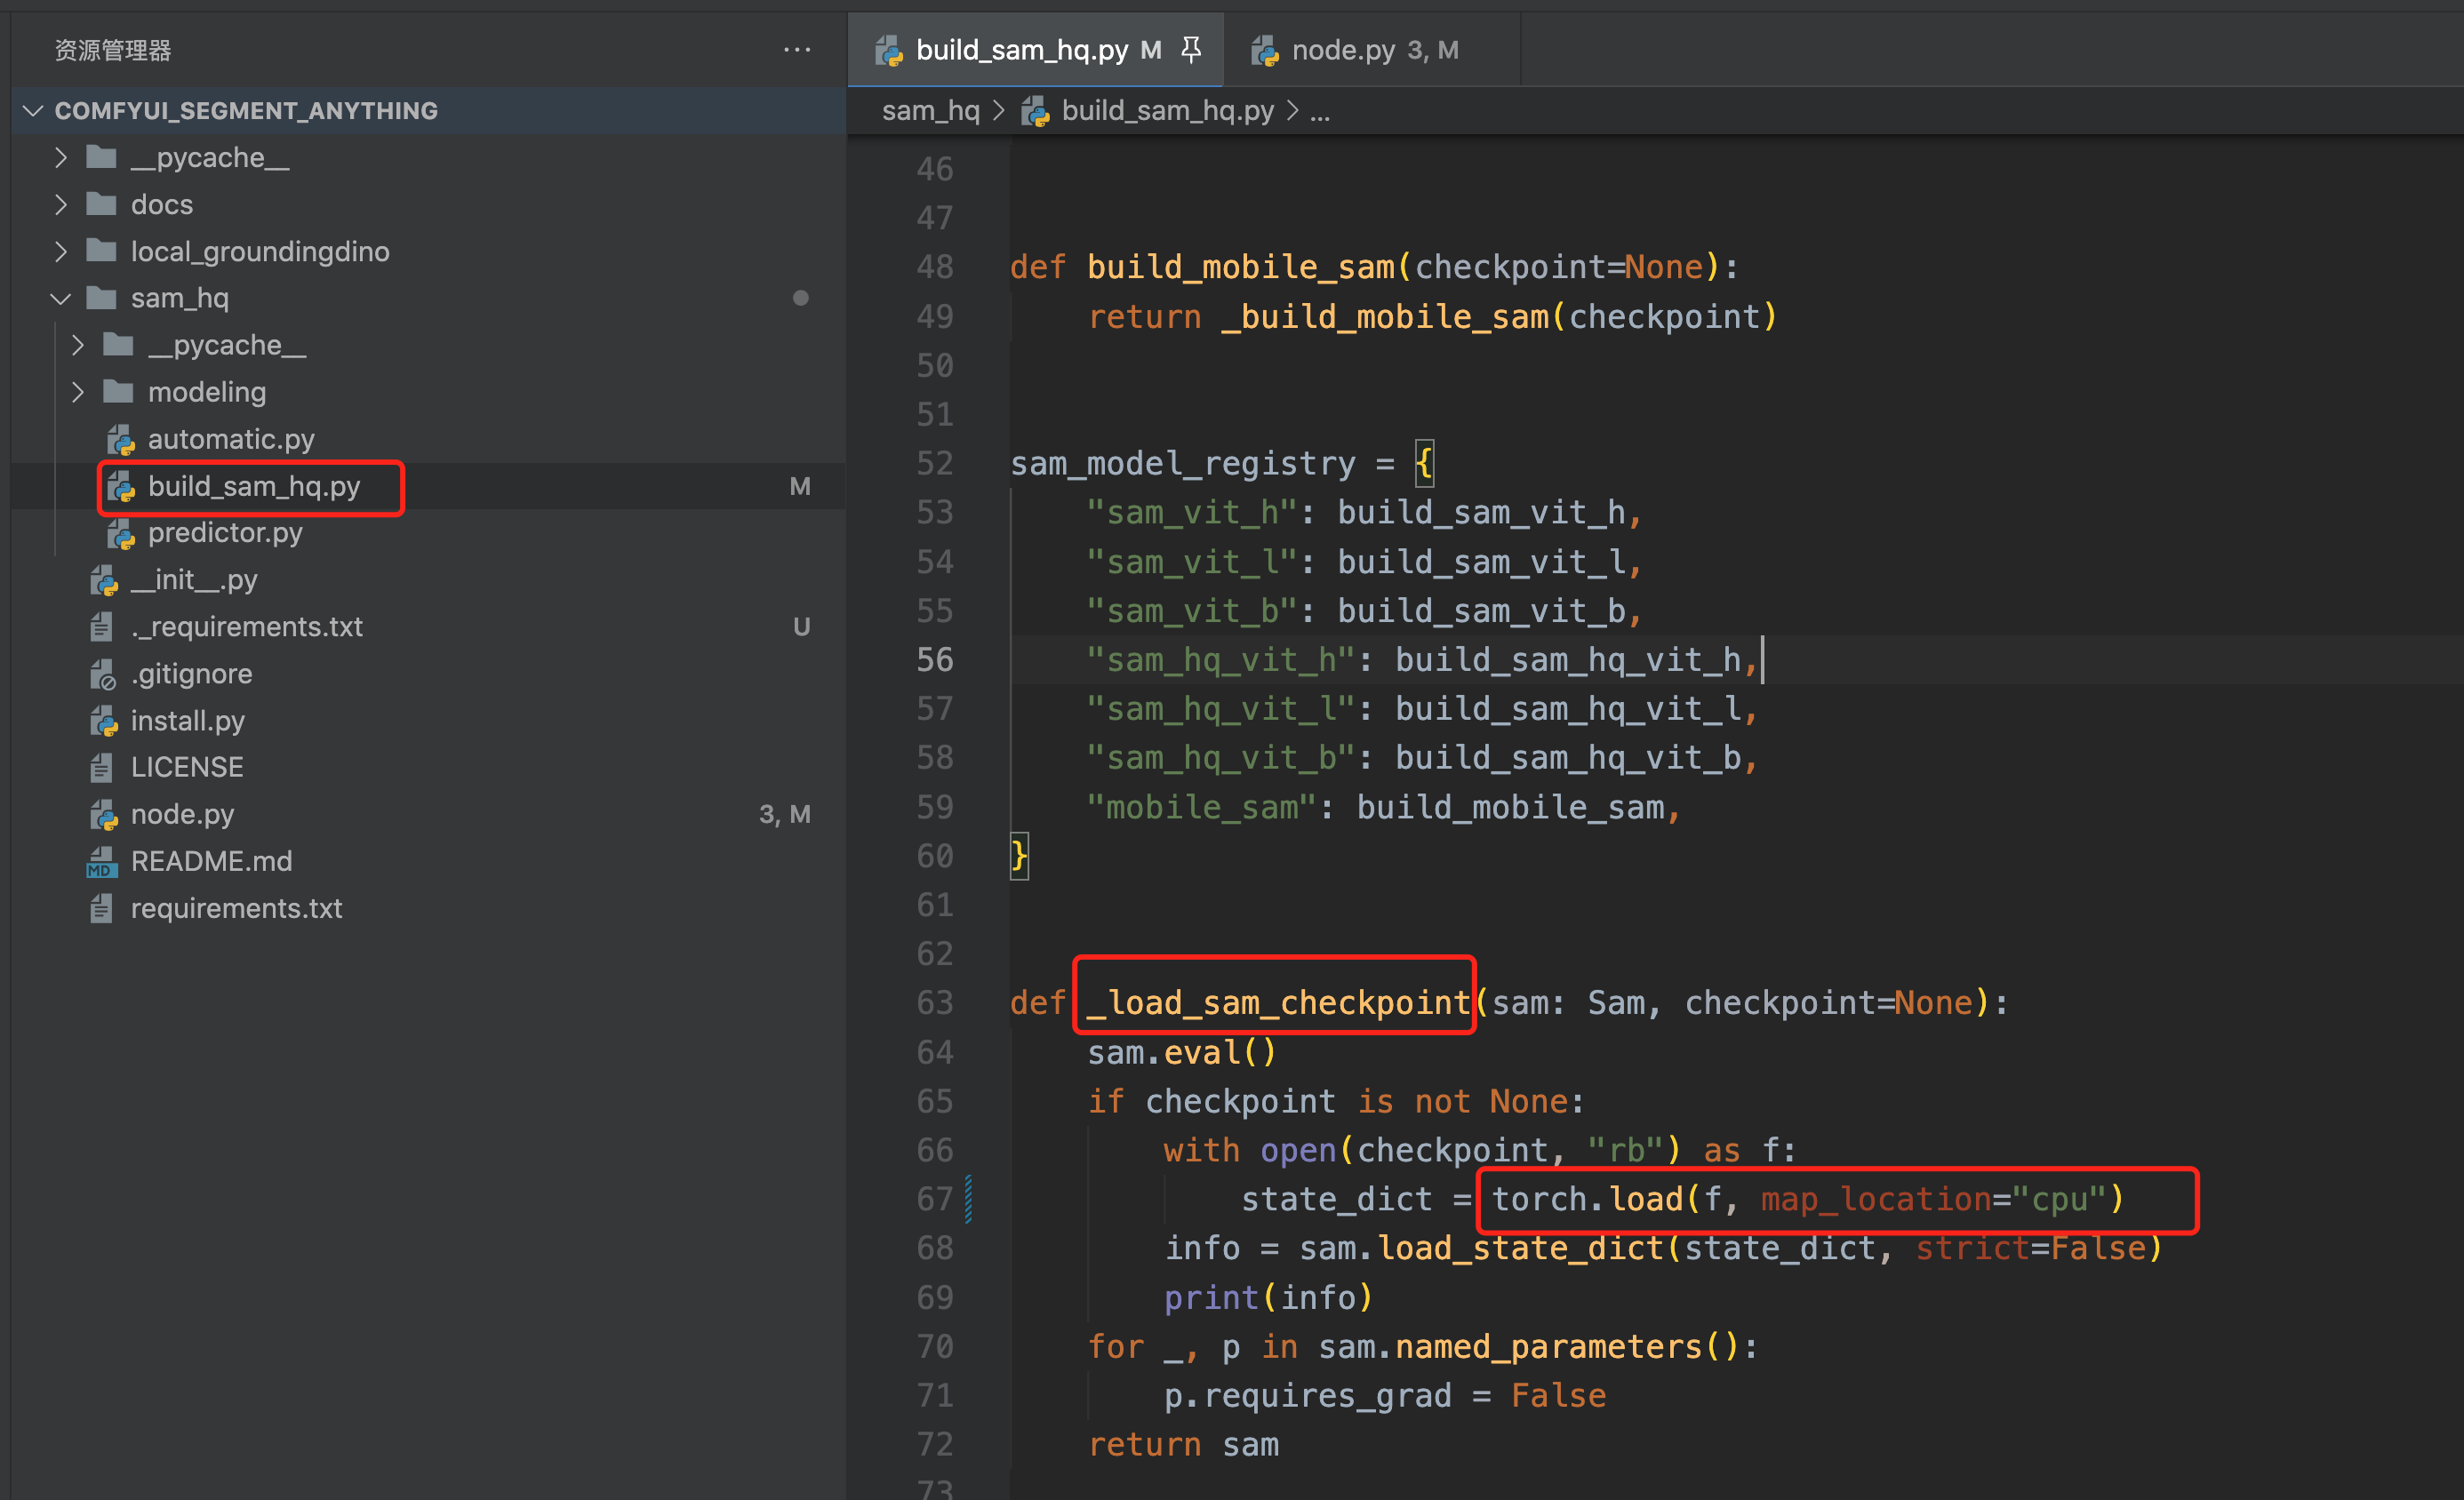 资源管理器 ···
COMFYUI_SEGMENT_ANYTHING
__pycache__
docs
local_groundingdino
sam_hq
__pycache__
modeling
automatic.py
build_sam_hq.py M
predictor.py
__init__.py
._requirements.txt U
.gitignore
install.py
LICENSE
node.py 3, M
README.md
requirements.txt
build_sam_hq.py M
node.py 3, M
sam_hq > build_sam_hq.py > ...
46
47
48 def build_mobile_sam(checkpoint=None):
49 return _build_mobile_sam(checkpoint)
50
51
52 sam_model_registry = {
53 "sam_vit_h": build_sam_vit_h,
54 "sam_vit_l": build_sam_vit_l,
55 "sam_vit_b": build_sam_vit_b,
56 "sam_hq_vit_h": build_sam_hq_vit_h,
57 "sam_hq_vit_l": build_sam_hq_vit_l,
58 "sam_hq_vit_b": build_sam_hq_vit_b,
59 "mobile_sam": build_mobile_sam,
60 }
61
62
63 def _load_sam_checkpoint(sam: Sam, checkpoint=None):
64 sam.eval()
65 if checkpoint is not None:
66 with open(checkpoint, "rb") as f:
67 state_dict = torch.load(f, map_location="cpu")
68 info = sam.load_state_dict(state_dict, strict=False)
69 print(info)
70 for _, p in sam.named_parameters():
71 p.requires_grad = False
72 return sam
73